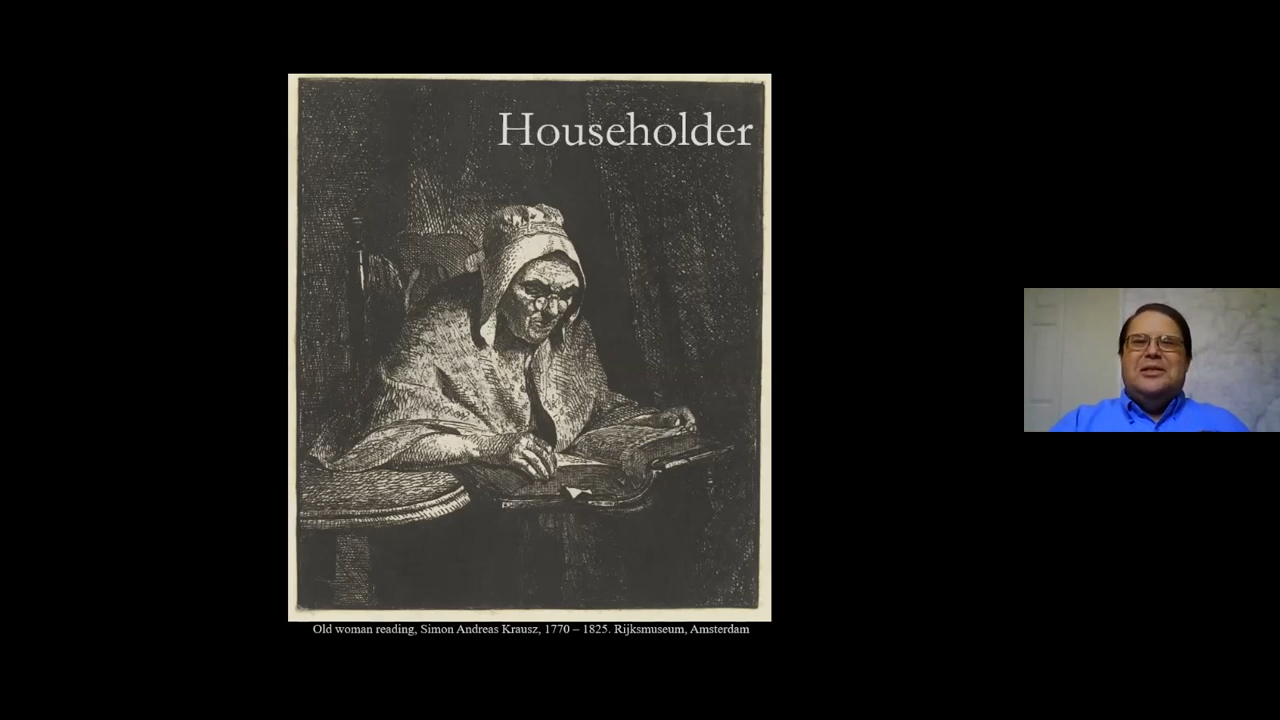 Householder
Old woman reading, Simon Andreas Krausz, 1770 – 1825. Rijksmuseum, Amsterdam